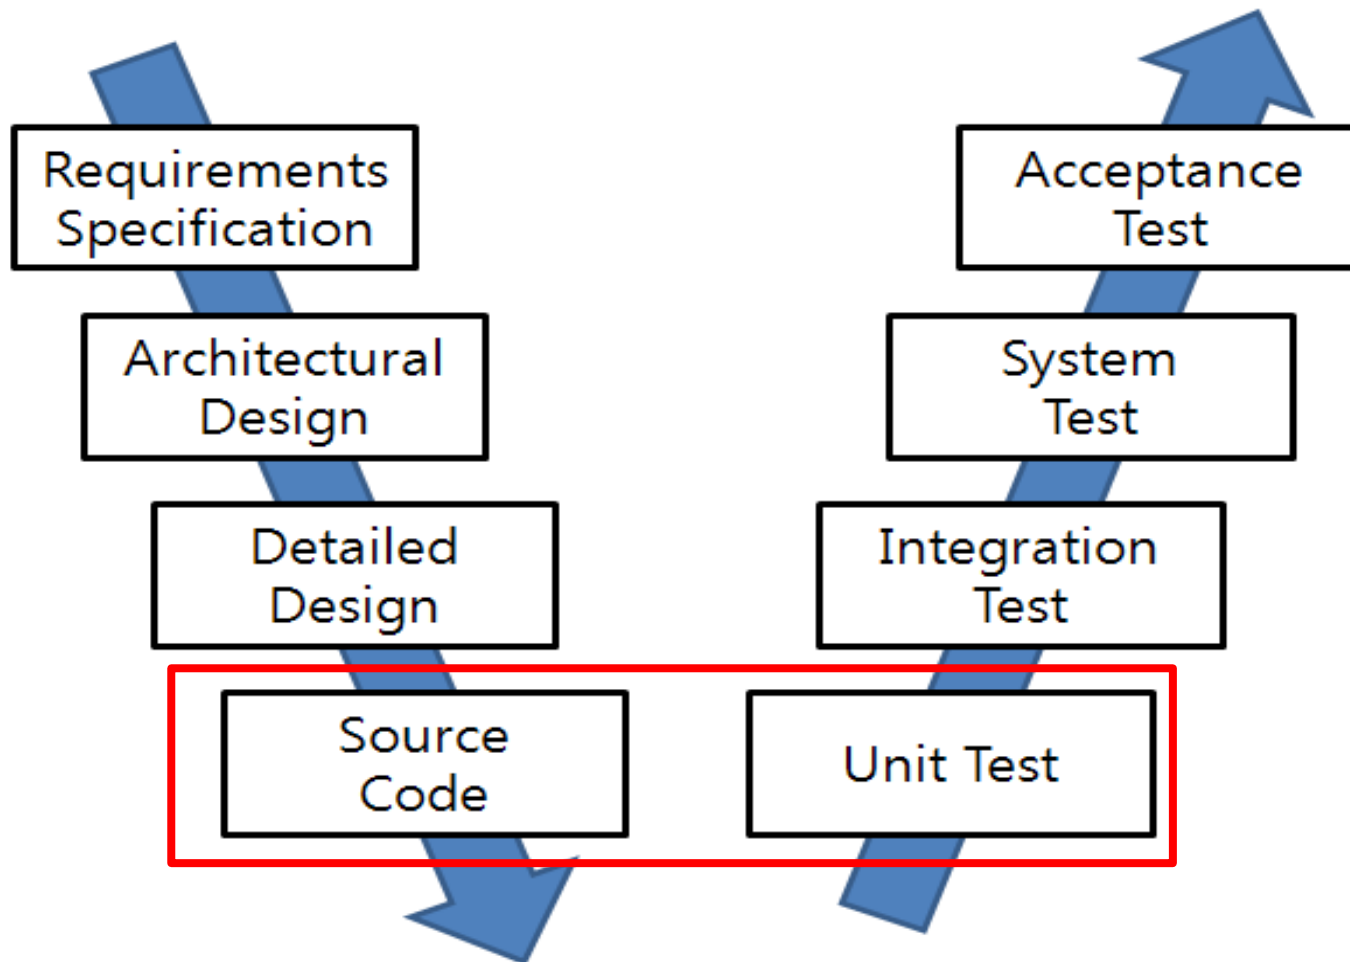 Requirements
Specification
Architectural
Design
Detailed
Design
Source
Code
Acceptance
Test
System
Test
Integration
Test
Unit Test